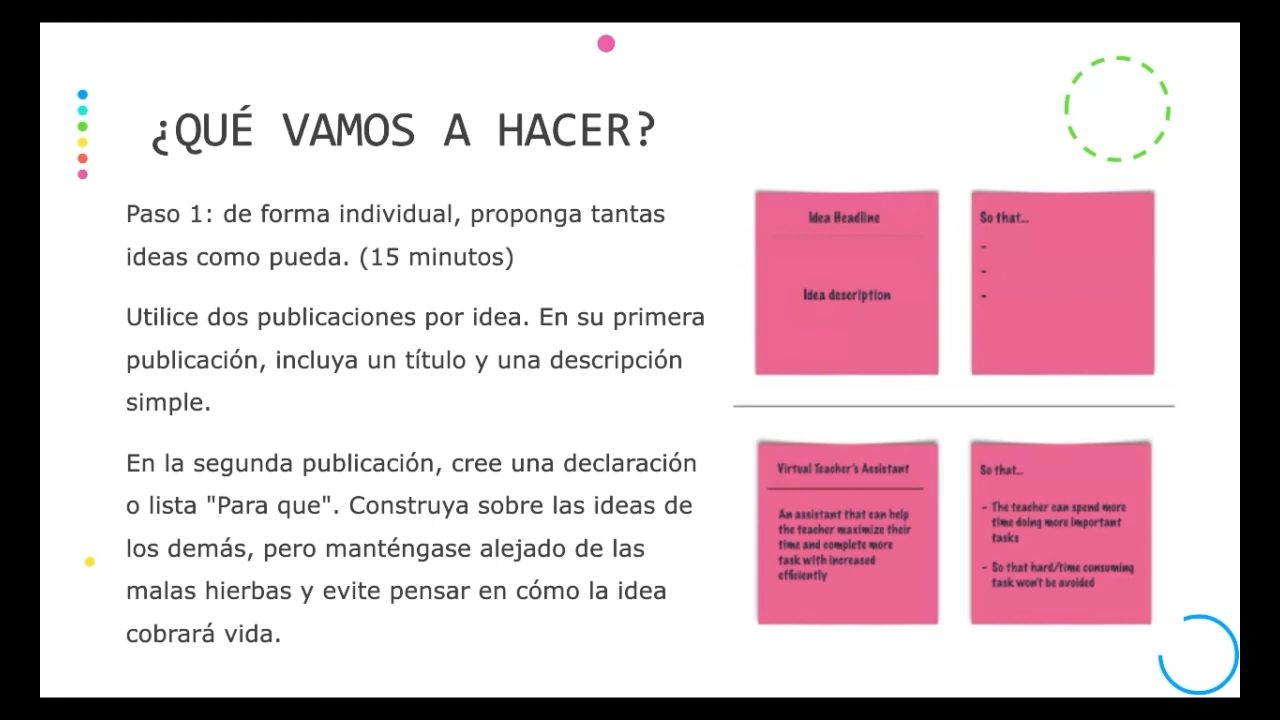 ¿QUÉ VAMOS A HACER?
Paso 1: de forma individual, proponga tantas
ideas como pueda. (15 minutos)
Utilice dos publicaciones por idea. En su primera
publicación, incluya un título y una descripción
simple.
En la segunda publicación, cree una declaración
o lista "Para que". Construya sobre las ideas de
los demás, pero manténgase alejado de las
malas hierbas y evite pensar en cómo la idea
cobrará vida.
Idea Headline
Idea description
So that...
-
-
-
Virtual Teacher's Assistant
An assistant that can help
the teacher maximize their
time and complete more
task with increased
efficiently
So that...
- The teacher can spend more
time doing more important
tasks
- So that hard/time consuming
task won't be avoided